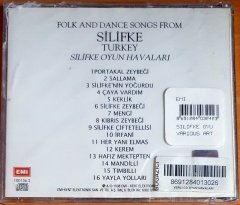 FOLK AND DANCE SONGS FROM
SİLİFKE
TURKEY
SİLİFKE OYUN HAVALARI
1 PORTAKAL ZEYBEĞİ
2 SALLAMA
3 SİLİFKE'NİN YOĞURDU
4 ÇAYA VARDIM
5 KEKLİK
6 SİLİFKE ZEYBEĞİ
7 MENGİ
8 KIBRIS ZEYBEĞİ
9 SİLİFKE ÇİFTETELLİSİ
10 İRFANİ
11 HER YANI ELMAS
12 KEREM
13 HAFIZ MEKTEPTEN
14 MANDİLLİ
15 TIMBILLI
16 YAYLA YOLLARI
EMI
EMI
SILIFKE OYU
VARIOUS ART
8691284013026